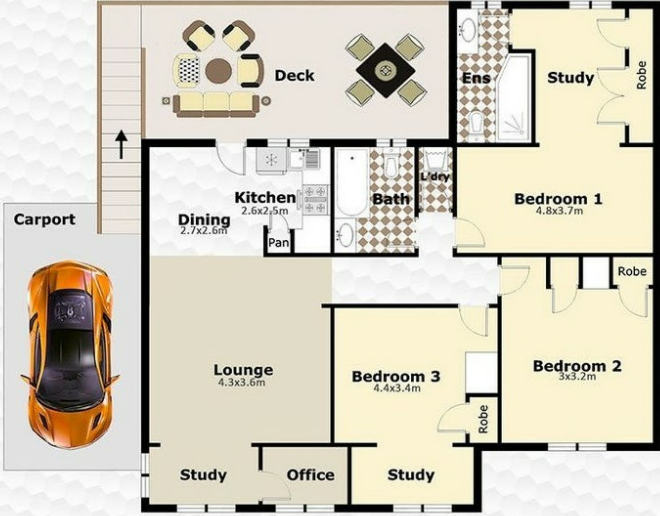 Deck
Ens
Study
Robe
Kitchen
2.6x2.5m
Bath
L'dry
Carport
Dining
2.7x2.6m
Pan
Bedroom 1
4.8x3.7m
Robe
Lounge
4.3x3.6m
Bedroom 3
4.4x3.4m
Bedroom 2
3x3.2m
Robe
Study
Office
Study